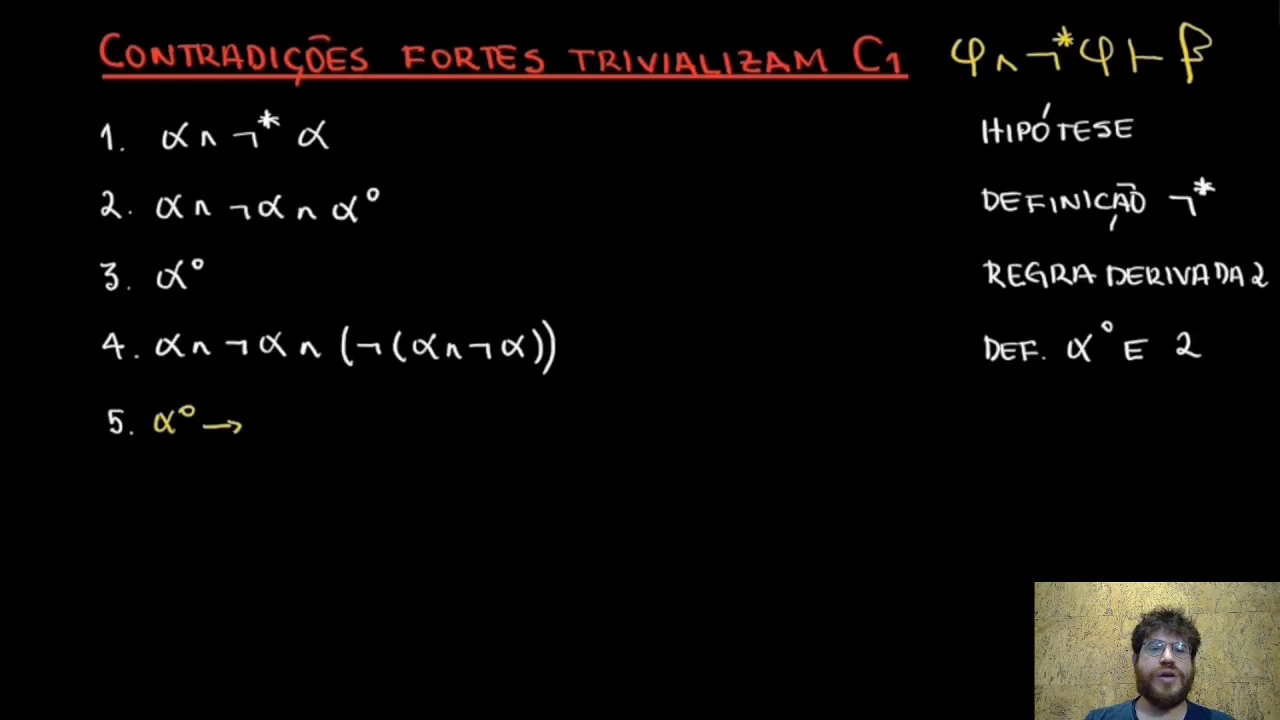 CONTRADIÇÕES FORTES TRIVIALIZAM C1 φ∧¬*φ⊢β
1. α∧¬*α HIPÓTESE
2. α∧¬α∧α° DEFINIÇÃO ¬*
3. α° REGRA DERIVADA 2
4. α∧¬α∧(¬(α∧¬α)) DEF. α° E 2
5. α° →